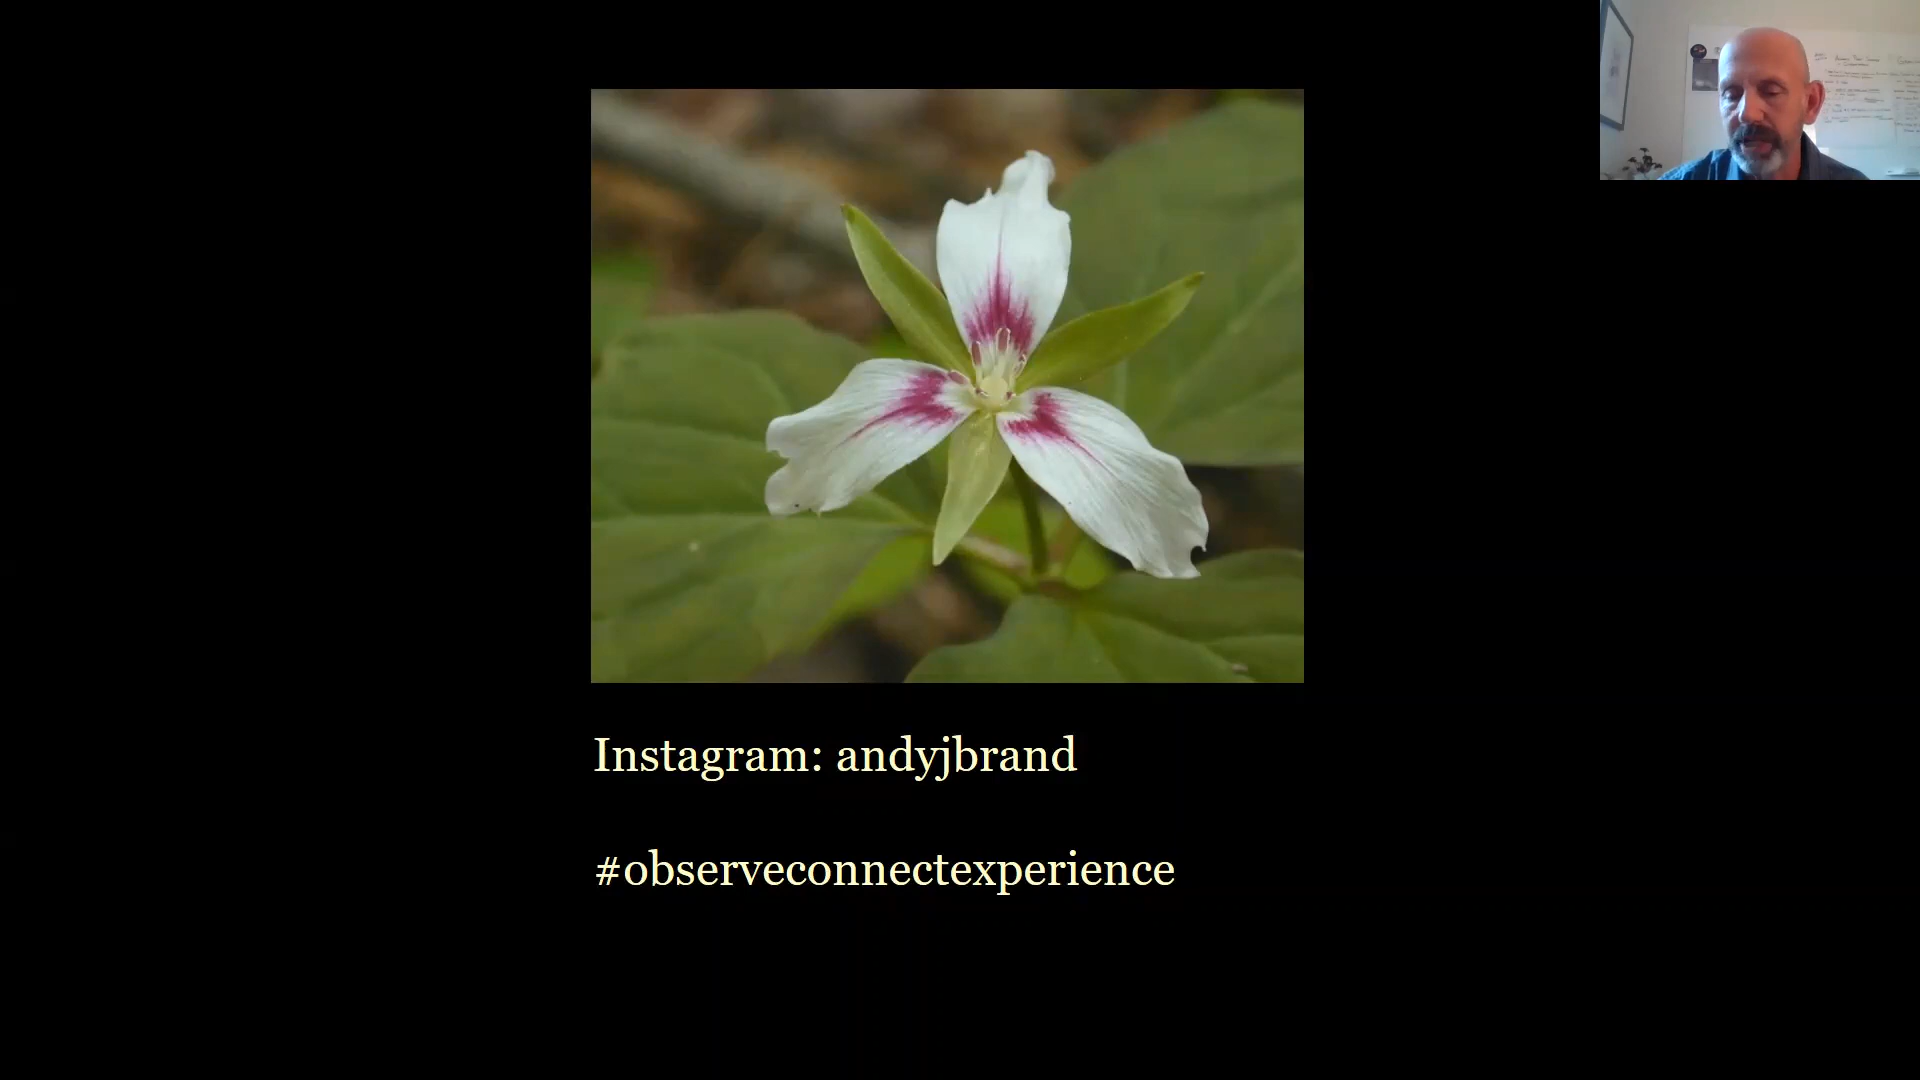 Instagram: andyjbrand
#observeconnectexperience